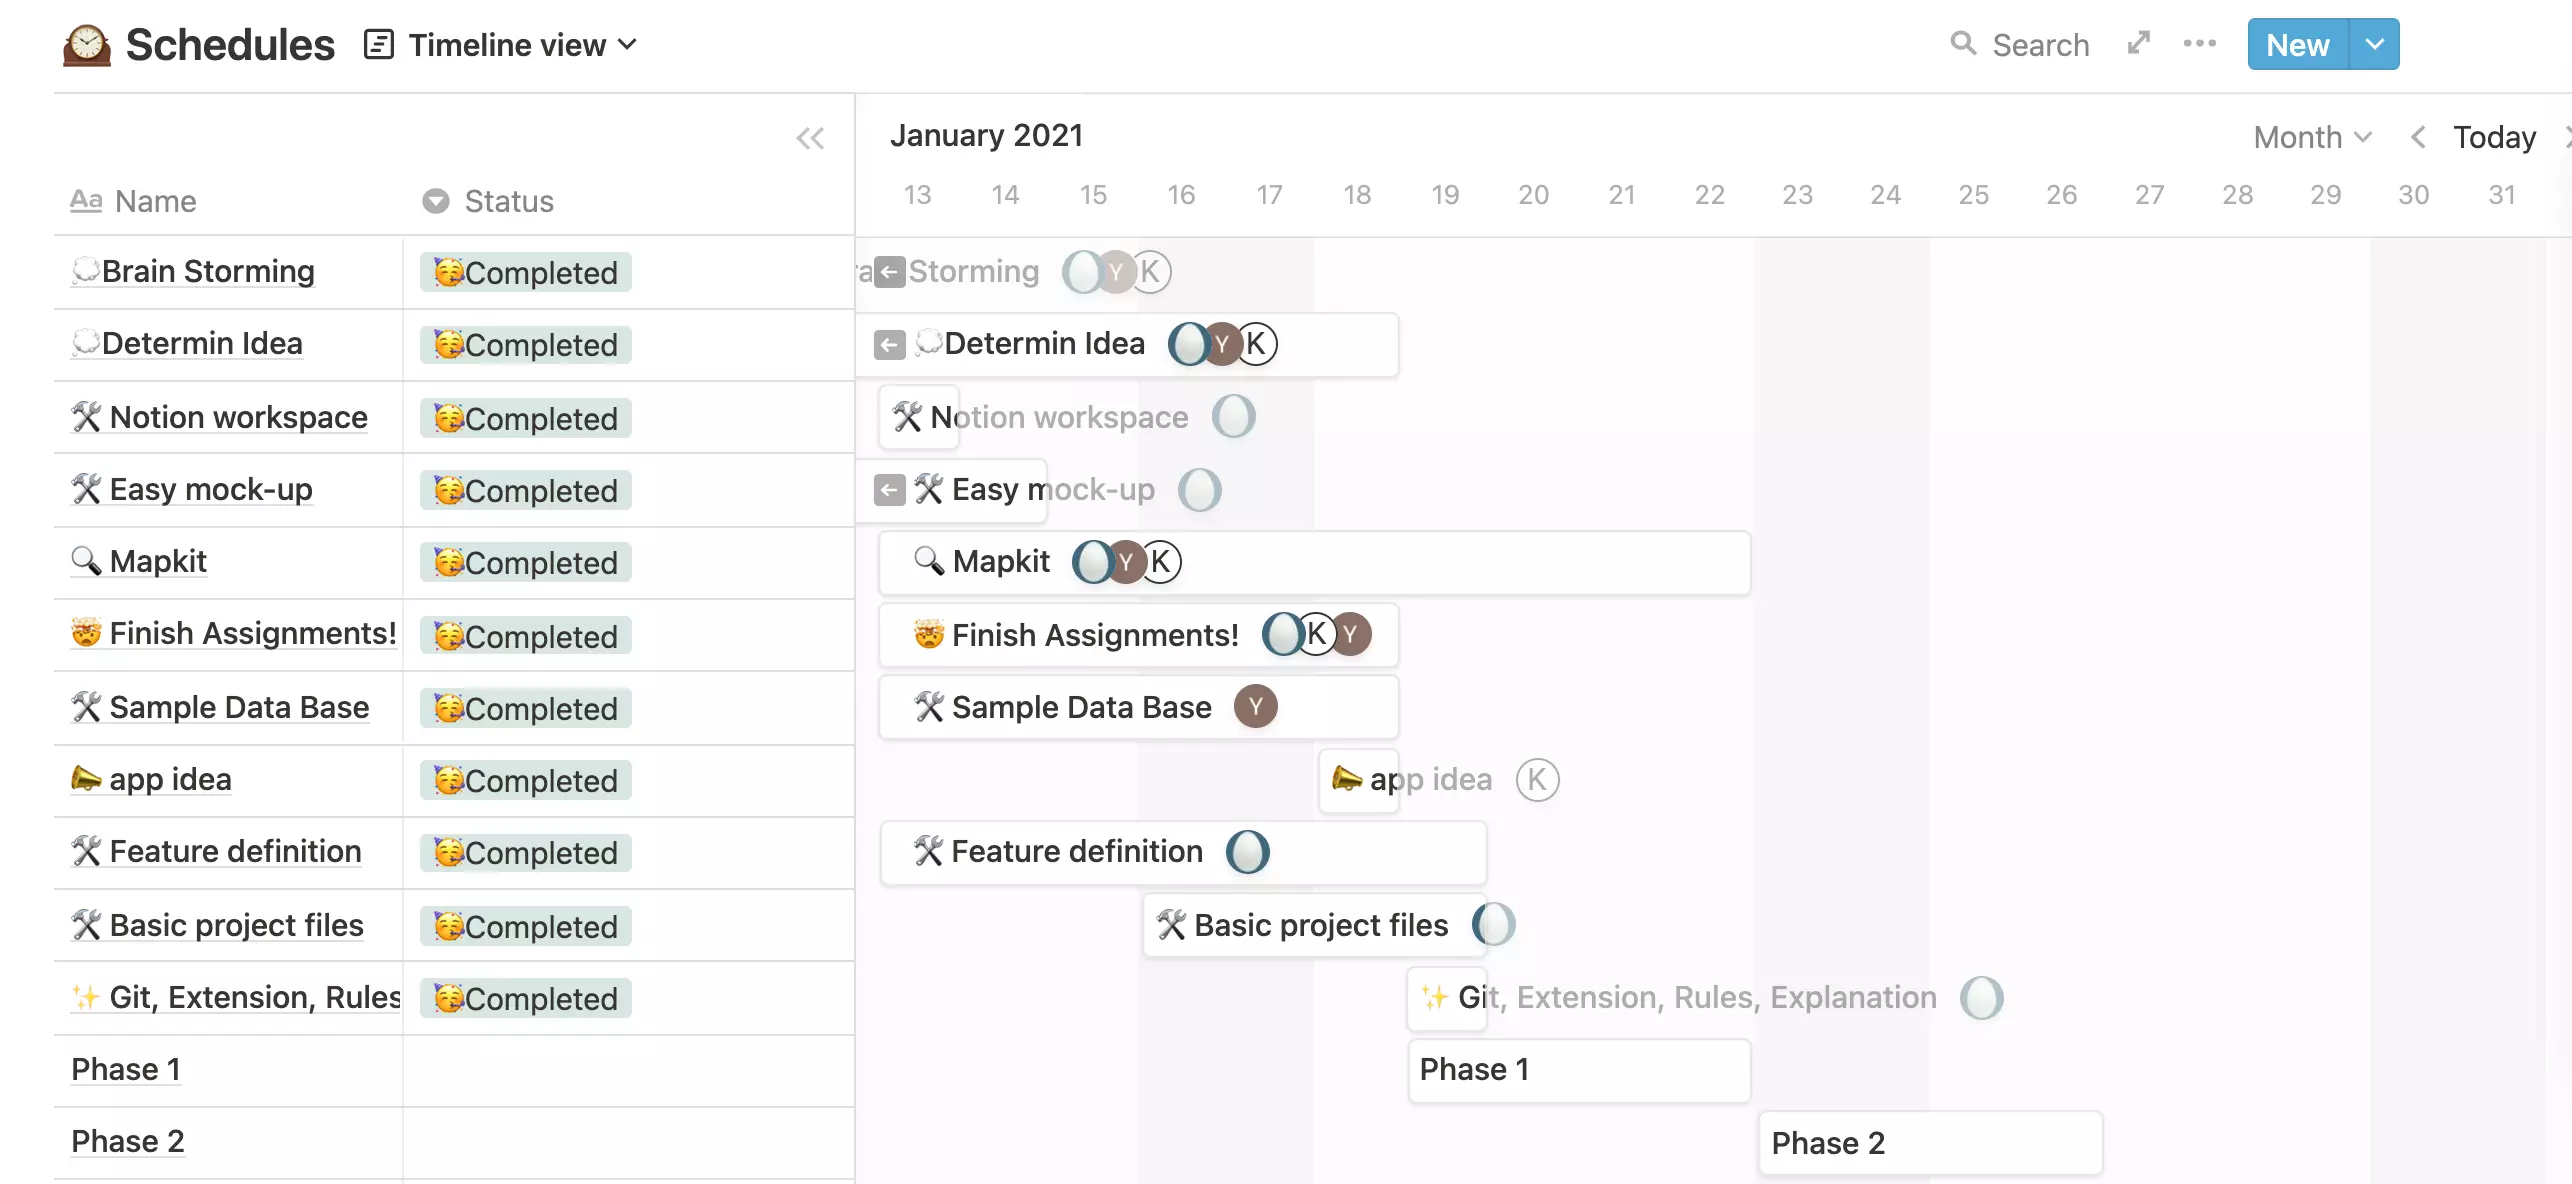 Schedules Timeline view Search New
January 2021 Month Today
13 14 15 16 17 18 19 20 21 22 23 24 25 26 27 28 29 30 31
Aa Name Status
Brain Storming Completed Storming Y K
Determin Idea Completed Determin Idea Y K
Notion workspace Completed Notion workspace
Easy mock-up Completed Easy mock-up
Mapkit Completed Mapkit Y K
Finish Assignments! Completed Finish Assignments! K Y
Sample Data Base Completed Sample Data Base Y
app idea Completed app idea K
Feature definition Completed Feature definition
Basic project files Completed Basic project files
Git, Extension, Rules Completed Git, Extension, Rules, Explanation
Phase 1 Phase 1
Phase 2 Phase 2